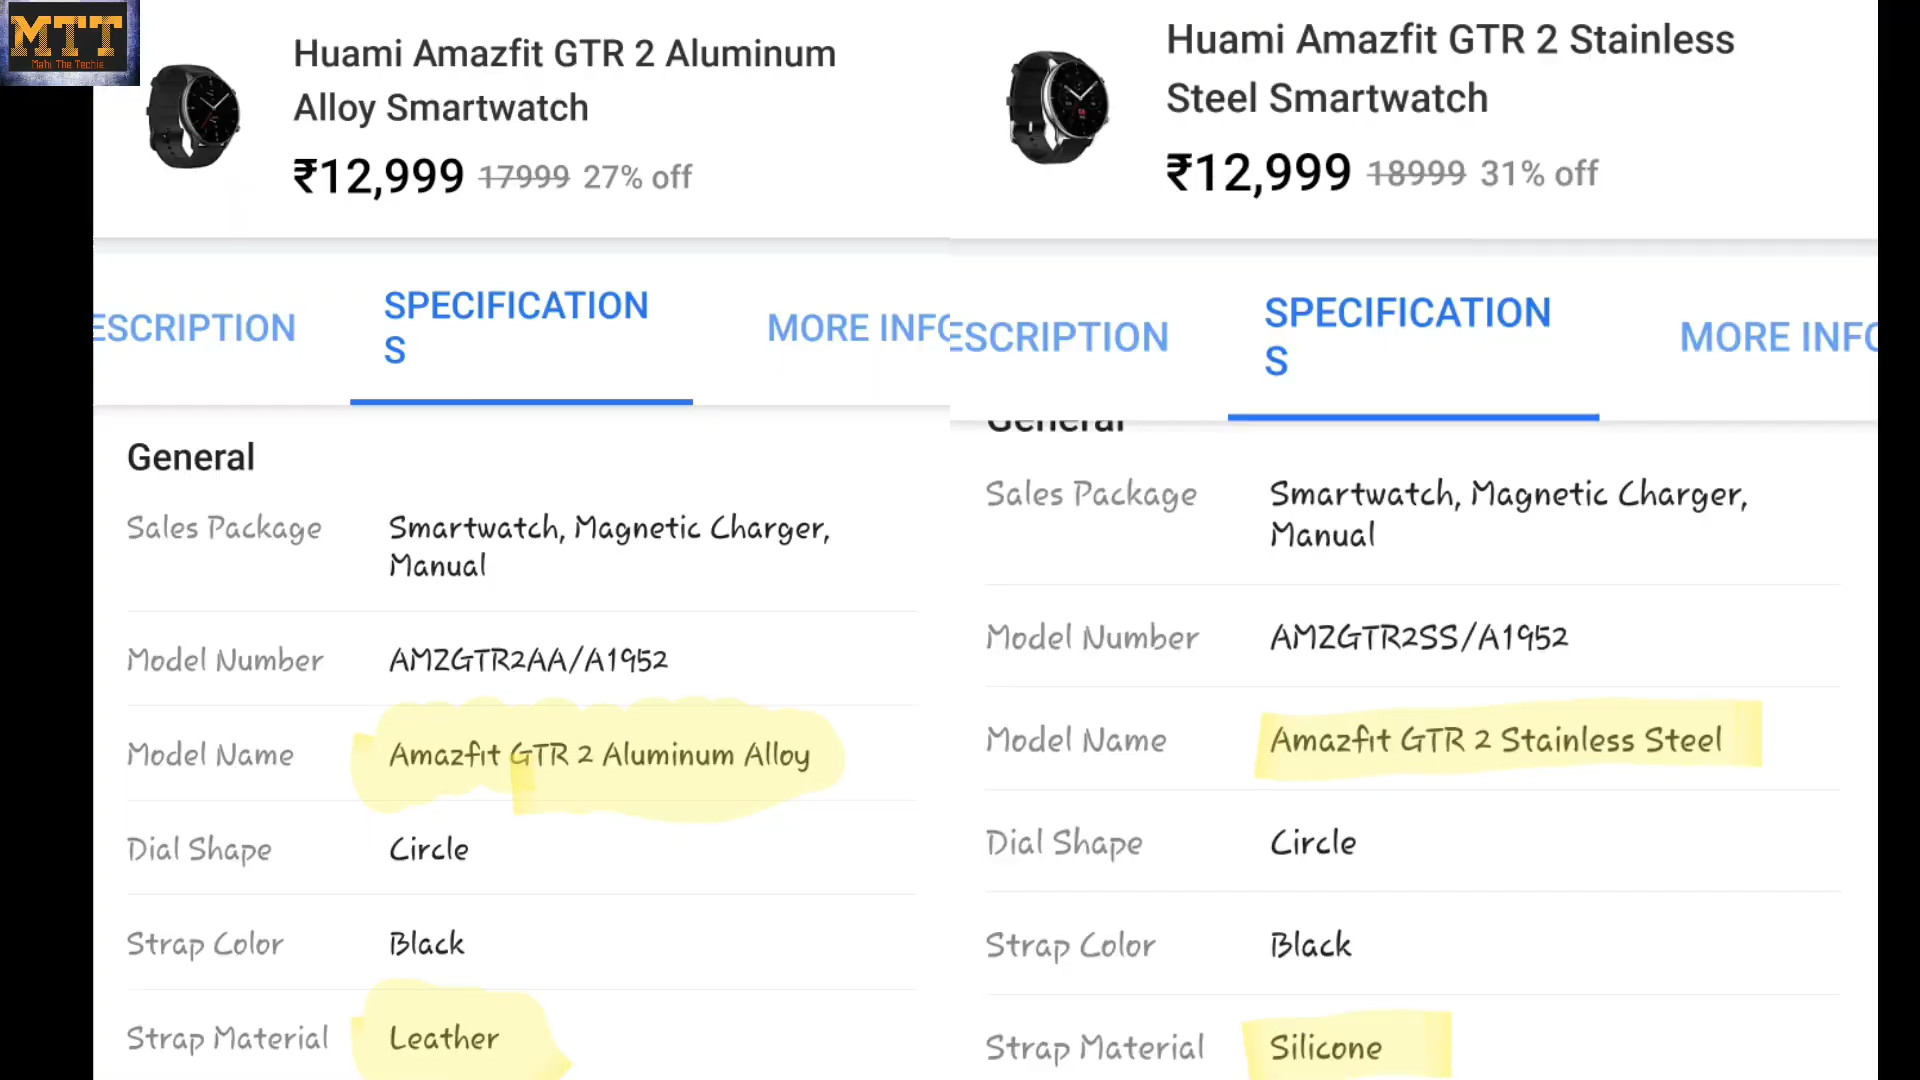 MTT
Mahi The Techie
Huami Amazfit GTR 2 Aluminum
Alloy Smartwatch
₹12,999 17999 27% off
ESCRIPTION
SPECIFICATION
S
MORE INFO
General
Sales Package
Smartwatch, Magnetic Charger,
Manual
Model Number
AMZGTR2AA/A1952
Model Name
Amazfit GTR 2 Aluminum Alloy
Dial Shape
Circle
Strap Color
Black
Strap Material
Leather
Huami Amazfit GTR 2 Stainless
Steel Smartwatch
₹12,999 18999 31% off
ESCRIPTION
SPECIFICATION
S
MORE INFO
General
Sales Package
Smartwatch, Magnetic Charger,
Manual
Model Number
AMZGTR2SS/A1952
Model Name
Amazfit GTR 2 Stainless Steel
Dial Shape
Circle
Strap Color
Black
Strap Material
Silicone